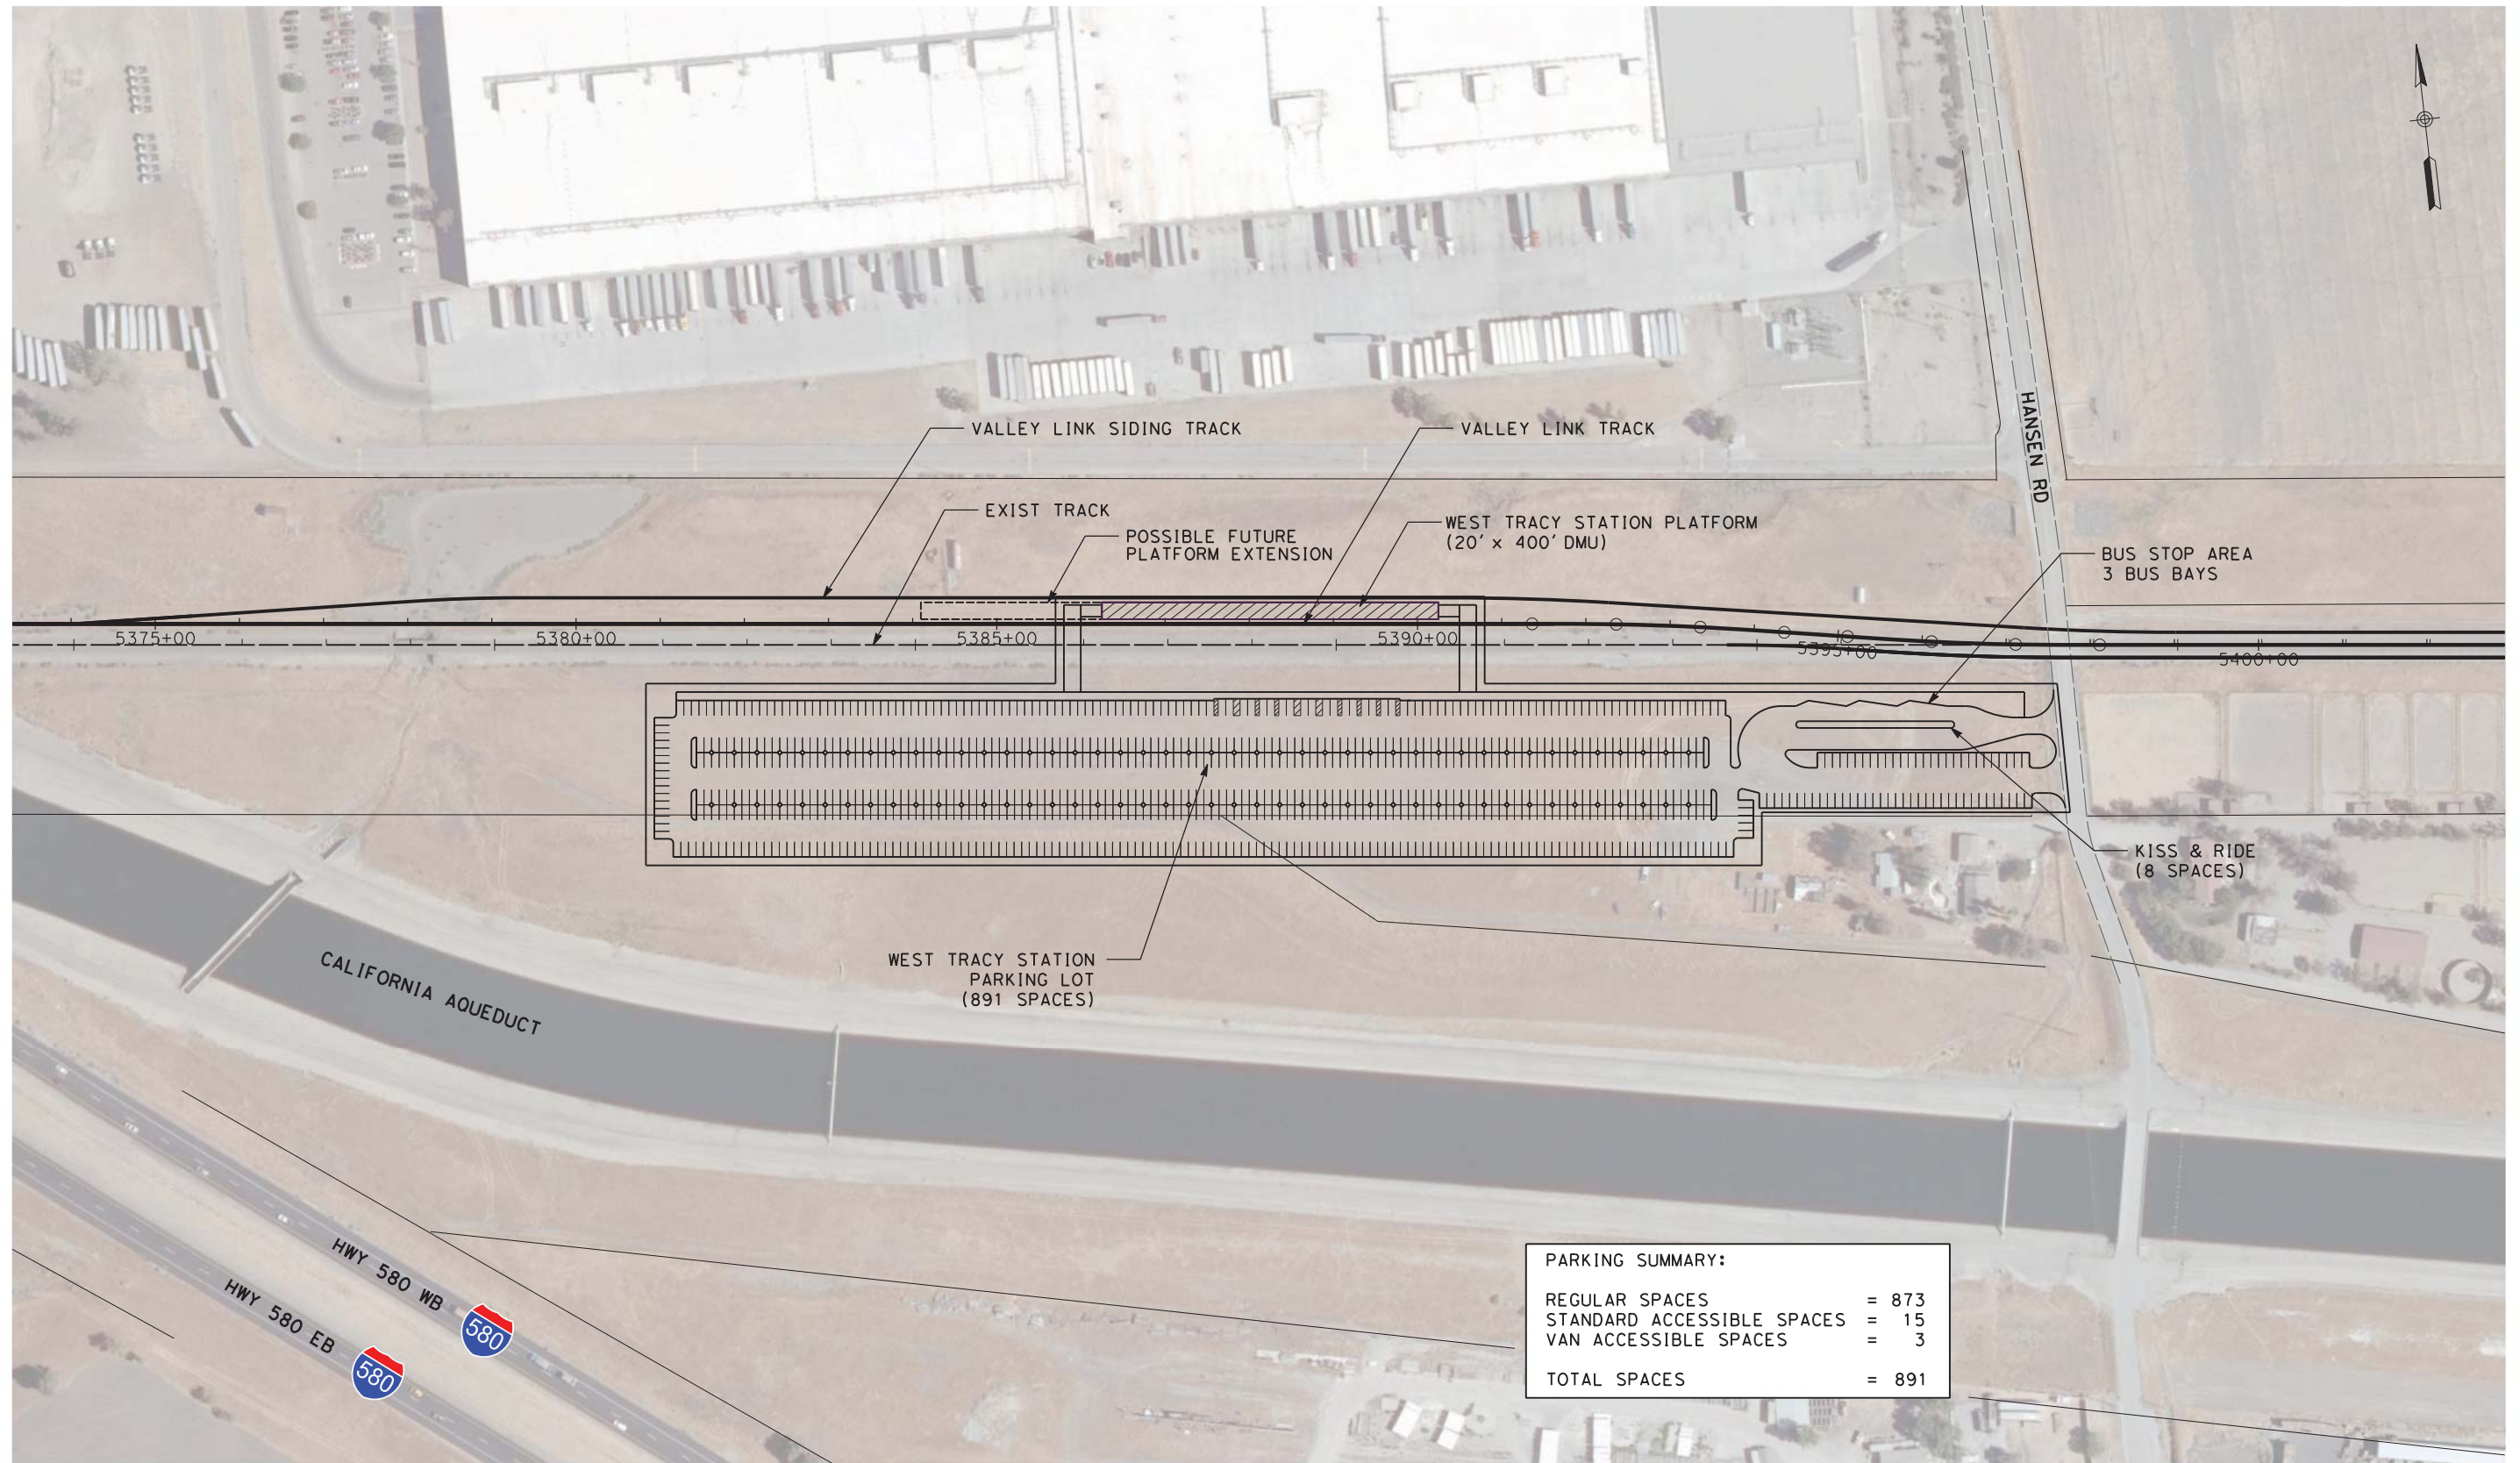 HANSEN RD
VALLEY LINK SIDING TRACK
VALLEY LINK TRACK
EXIST TRACK
POSSIBLE FUTURE
PLATFORM EXTENSION
WEST TRACY STATION PLATFORM
(20' x 400' DMU)
BUS STOP AREA
3 BUS BAYS
5375+00
5380+00
5385+00
5390+00
5395+00
5400+00
KISS & RIDE
(8 SPACES)
WEST TRACY STATION
PARKING LOT
(891 SPACES)
CALIFORNIA AQUEDUCT
HWY 580 WB
580
HWY 580 EB
580
PARKING SUMMARY:
REGULAR SPACES = 873
STANDARD ACCESSIBLE SPACES = 15
VAN ACCESSIBLE SPACES = 3
TOTAL SPACES = 891